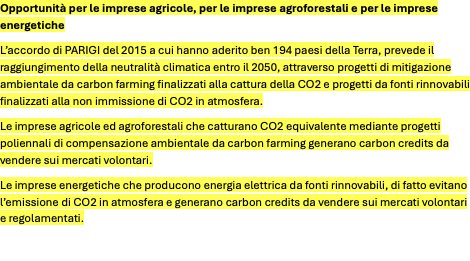 Opportunità per le imprese agricole, per le imprese agroforestali e per le imprese
energetiche
L'accordo di PARIGI del 2015 a cui hanno aderito ben 194 paesi della Terra, prevede il
raggiungimento della neutralità climatica entro il 2050, attraverso progetti di mitigazione
ambientale da carbon farming finalizzati alla cattura della CO2 e progetti da fonti rinnovabili
finalizzati alla non immissione di CO2 in atmosfera.
Le imprese agricole ed agroforestali che catturano CO2 equivalente mediante progetti
poliennali di compensazione ambientale da carbon farming generano carbon credits da
vendere sui mercati volontari.
Le imprese energetiche che producono energia elettrica da fonti rinnovabili, di fatto evitano
l'emissione di CO2 in atmosfera e generano carbon credits da vendere sui mercati volontari
e regolamentati.